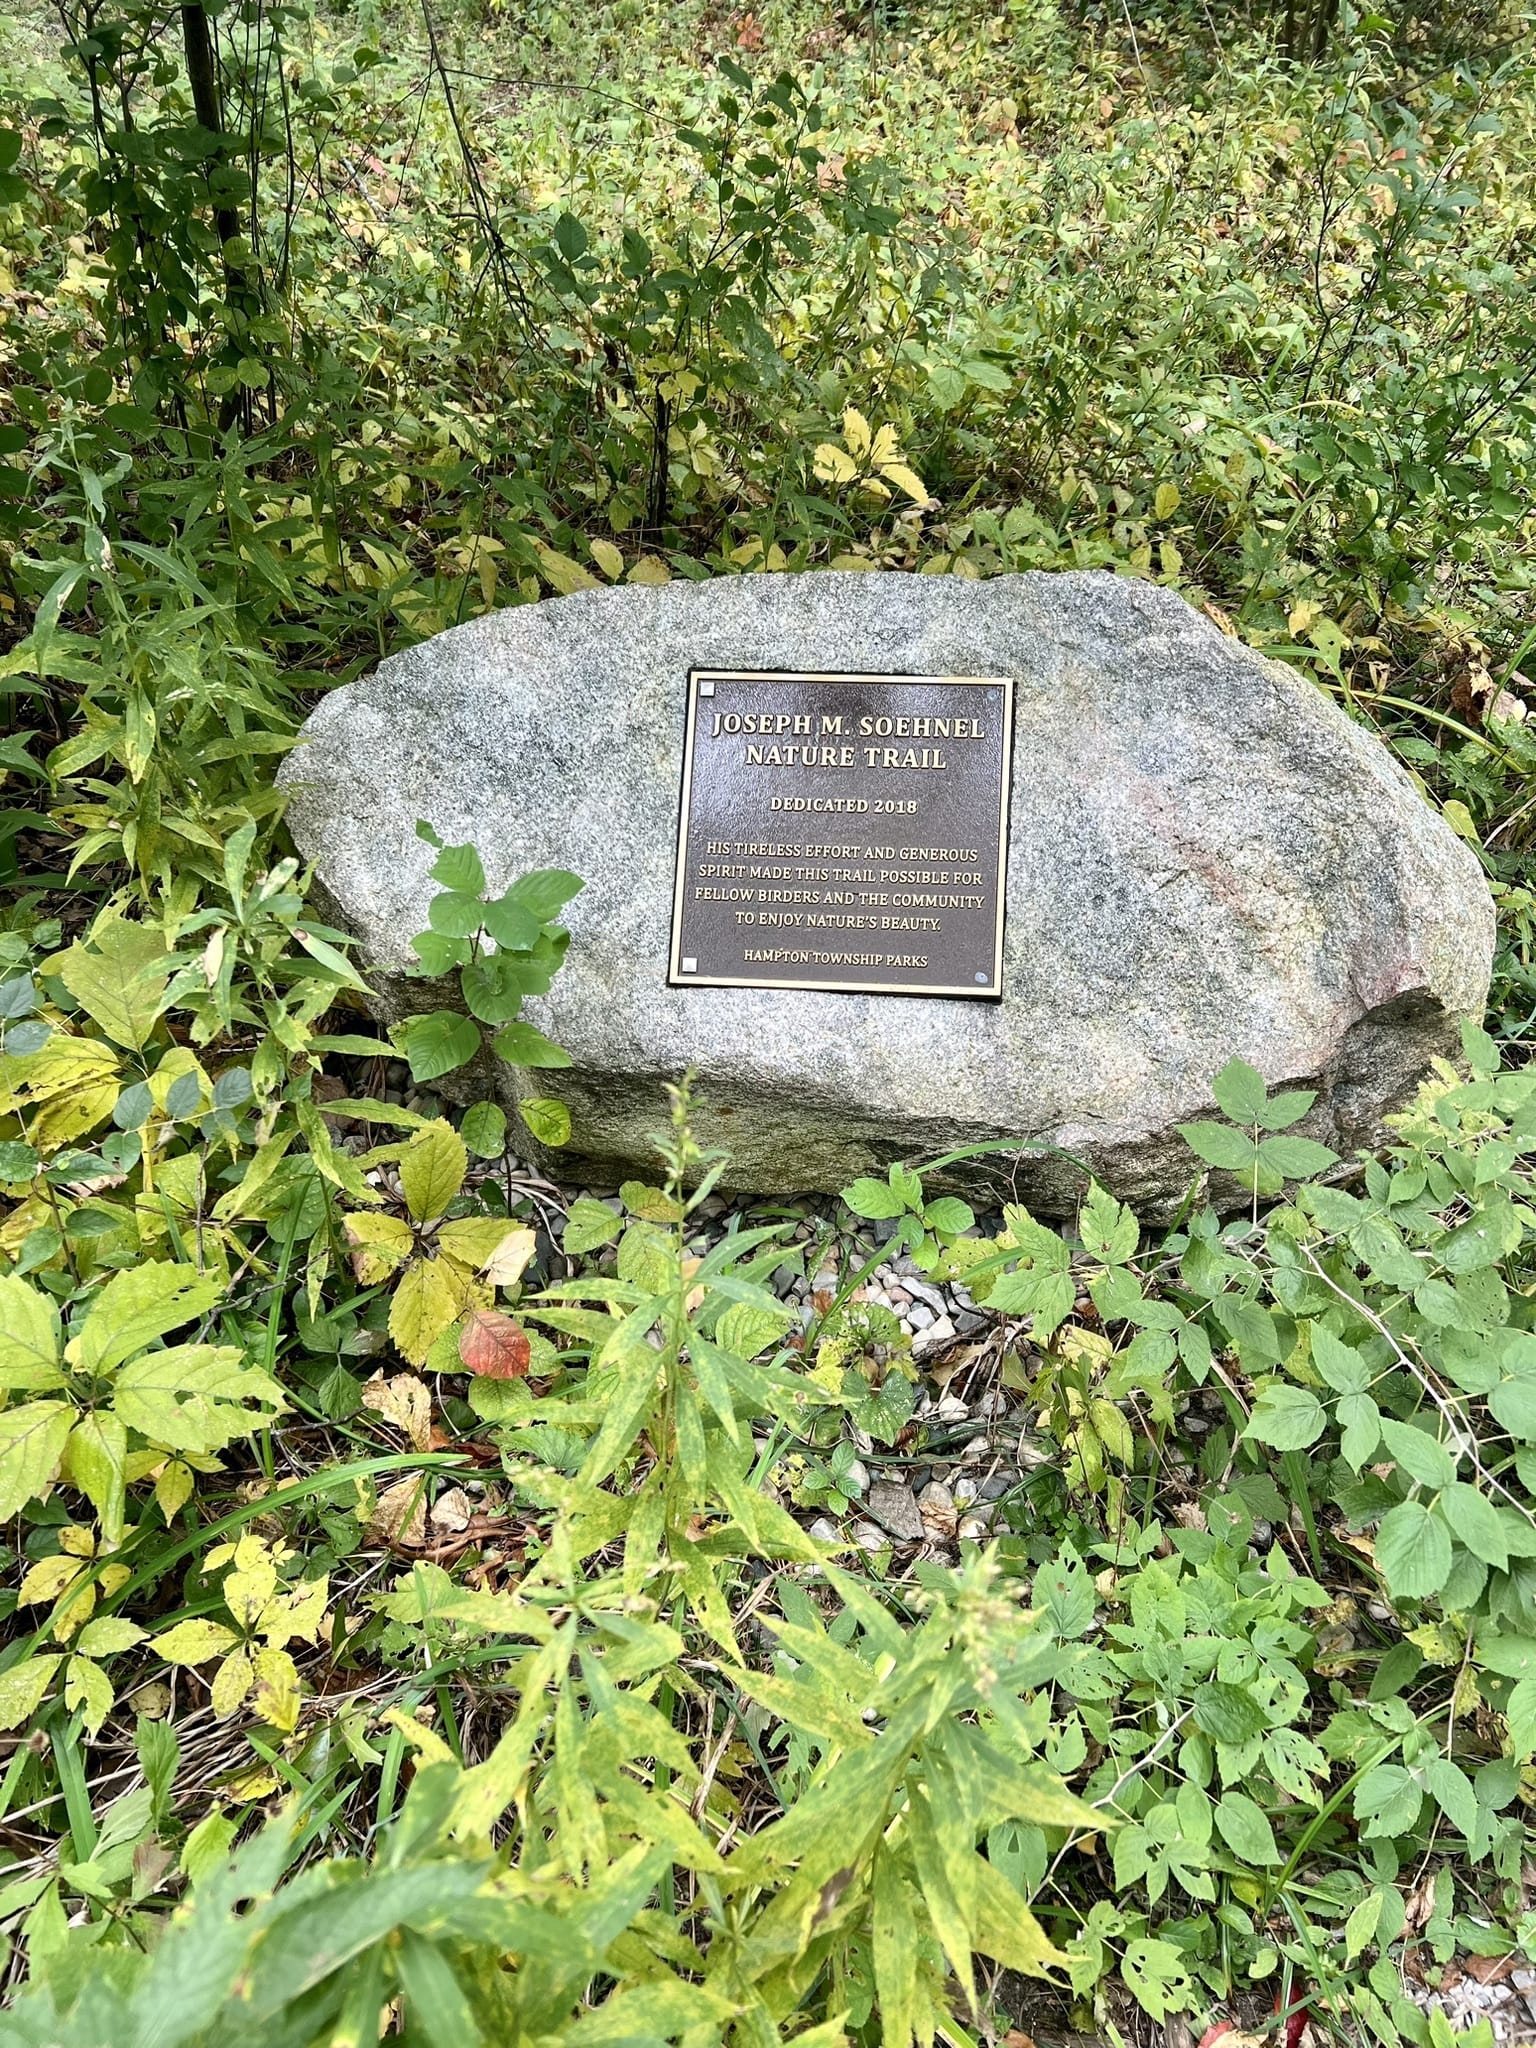 JOSEPH M. SOEHNEL
NATURE TRAIL
DEDICATED 2018
HIS TIRELESS EFFORT AND GENEROUS
SPIRIT MADE THIS TRAIL POSSIBLE FOR
FELLOW BIRDERS AND THE COMMUNITY
TO ENJOY NATURE'S BEAUTY.
HAMPTON TOWNSHIP PARKS